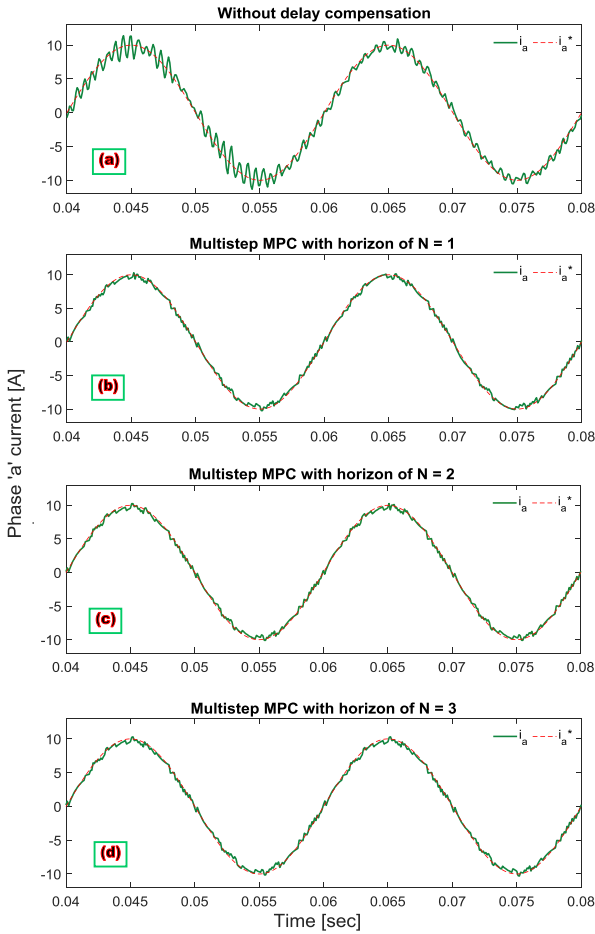 Without delay compensation
i_a i_a*
10
5
0
-5
-10
(a)
0.04 0.045 0.05 0.055 0.06 0.065 0.07 0.075 0.08
Multistep MPC with horizon of N = 1
i_a i_a*
10
5
0
-5
-10
(b)
0.04 0.045 0.05 0.055 0.06 0.065 0.07 0.075 0.08
Phase 'a' current [A]
Multistep MPC with horizon of N = 2
i_a i_a*
10
5
0
-5
-10
(c)
0.04 0.045 0.05 0.055 0.06 0.065 0.07 0.075 0.08
Multistep MPC with horizon of N = 3
i_a i_a*
10
5
0
-5
-10
(d)
0.04 0.045 0.05 0.055 0.06 0.065 0.07 0.075 0.08
Time [sec]